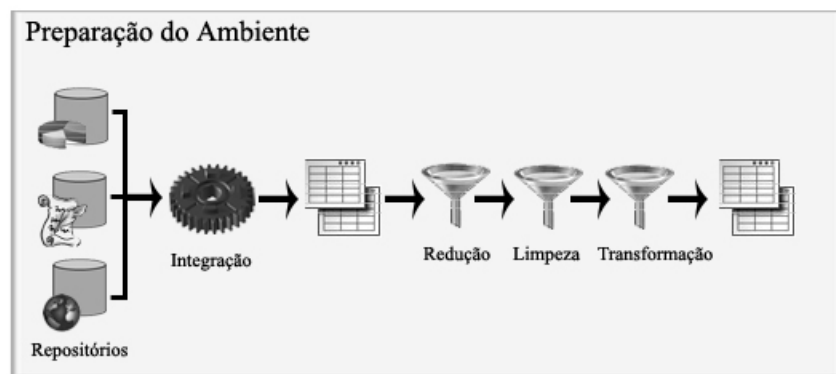 Preparação do Ambiente
Integração
Redução
Limpeza
Transformação
Repositórios